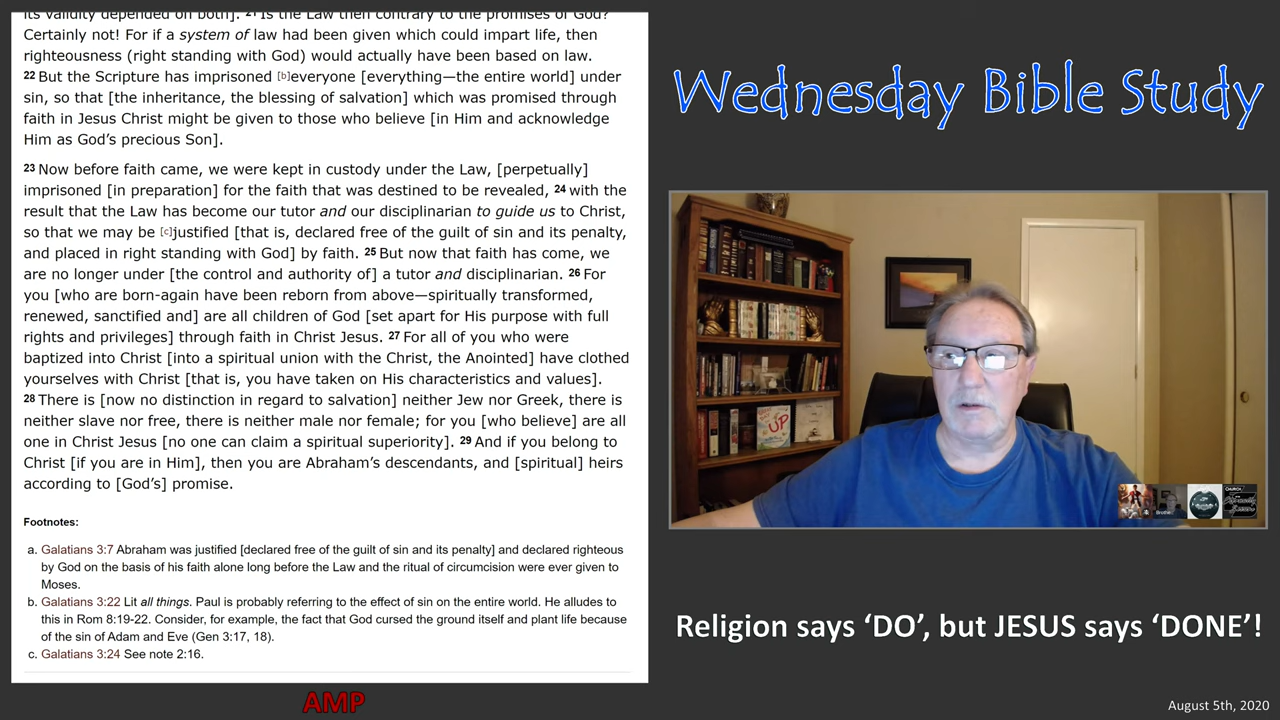 its validity depended on both]. 21 Is the Law then contrary to the promises of God?
Certainly not! For if a system of law had been given which could impart life, then
righteousness (right standing with God) would actually have been based on law.
22 But the Scripture has imprisoned [b]everyone [everything—the entire world] under
sin, so that [the inheritance, the blessing of salvation] which was promised through
faith in Jesus Christ might be given to those who believe [in Him and acknowledge
Him as God's precious Son].
23 Now before faith came, we were kept in custody under the Law, [perpetually]
imprisoned [in preparation] for the faith that was destined to be revealed, 24 with the
result that the Law has become our tutor and our disciplinarian to guide us to Christ,
so that we may be [c]justified [that is, declared free of the guilt of sin and its penalty,
and placed in right standing with God] by faith. 25 But now that faith has come, we
are no longer under [the control and authority of] a tutor and disciplinarian. 26 For
you [who are born-again have been reborn from above—spiritually transformed,
renewed, sanctified and] are all children of God [set apart for His purpose with full
rights and privileges] through faith in Christ Jesus. 27 For all of you who were
baptized into Christ [into a spiritual union with the Christ, the Anointed] have clothed
yourselves with Christ [that is, you have taken on His characteristics and values].
28 There is [now no distinction in regard to salvation] neither Jew nor Greek, there is
neither slave nor free, there is neither male nor female; for you [who believe] are all
one in Christ Jesus [no one can claim a spiritual superiority]. 29 And if you belong to
Christ [if you are in Him], then you are Abraham's descendants, and [spiritual] heirs
according to [God's] promise.
Footnotes:
a. Galatians 3:7 Abraham was justified [declared free of the guilt of sin and its penalty] and declared righteous
by God on the basis of his faith alone long before the Law and the ritual of circumcision were ever given to
Moses.
b. Galatians 3:22 Lit all things. Paul is probably referring to the effect of sin on the entire world. He alludes to
this in Rom 8:19-22. Consider, for example, the fact that God cursed the ground itself and plant life because
of the sin of Adam and Eve (Gen 3:17, 18).
c. Galatians 3:24 See note 2:16.
AMP
Wednesday Bible Study
UP
CHURCH
Religion says 'DO', but JESUS says 'DONE'!
August 5th, 2020